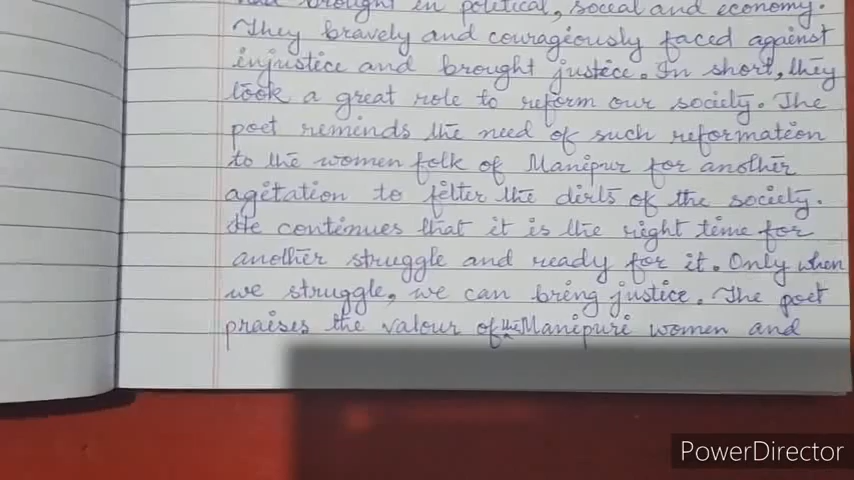 had brought in political, social and economy.
They bravely and courageously faced against
injustice and brought justice. In short, they
took a great role to reform our society. The
poet reminds the need of such reformation
to the women folk of Manipur for another
agitation to filter the dirts of the society.
He continues that it is the right time for
another struggle and ready for it. Only when
we struggle, we can bring justice. The poet
praises the valour of the Manipuri women and
PowerDirector